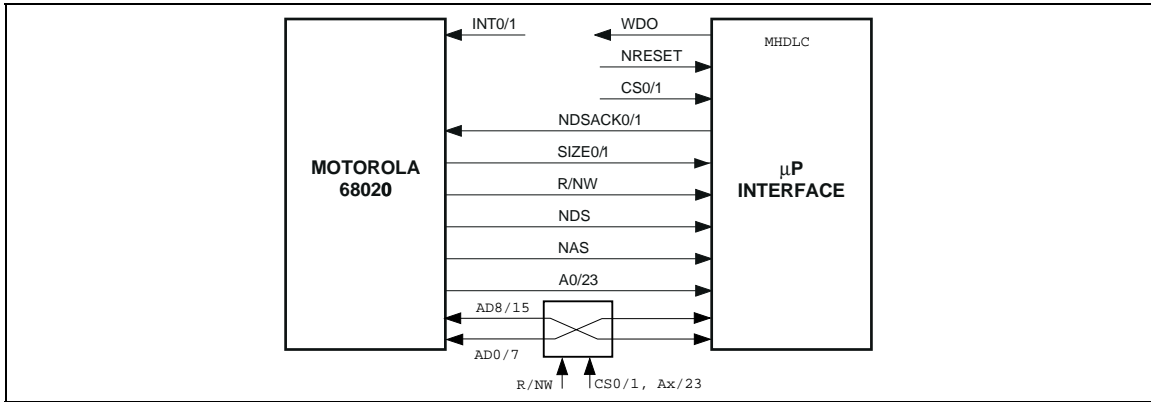 INT0/1
WDO
MHDLC
NRESET
CS0/1
NDSACK0/1
SIZE0/1
MOTOROLA
68020
µP
INTERFACE
R/NW
NDS
NAS
A0/23
AD8/15
AD0/7
R/NW
CS0/1, Ax/23